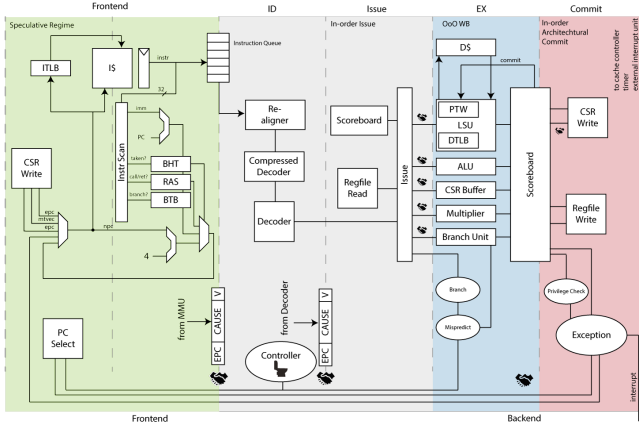 Frontend
ID
Issue
EX
Commit
Speculative Regime
In-order Issue
OoO WB
In-order
Architechtural
Commit
to cache controller
timer
external interrupt unit
ITLB
I$
instr
Instruction Queue
D$
commit
32
Instr Scan
imm
PC
taken?
BHT
call/ret?
RAS
branch?
BTB
Re-
aligner
Compressed
Decoder
Decoder
Scoreboard
Regfile
Read
Issue
PTW
LSU
DTLB
ALU
CSR Buffer
Multiplier
Branch Unit
Scoreboard
CSR
Write
Regfile
Write
CSR
Write
epc
mtvec
epc
npc
4
from MMU
EPC
CAUSE
V
from Decoder
EPC
CAUSE
V
Branch
Mispredict
Privilege Check
Exception
PC
Select
Controller
interrupt
Frontend
Backend